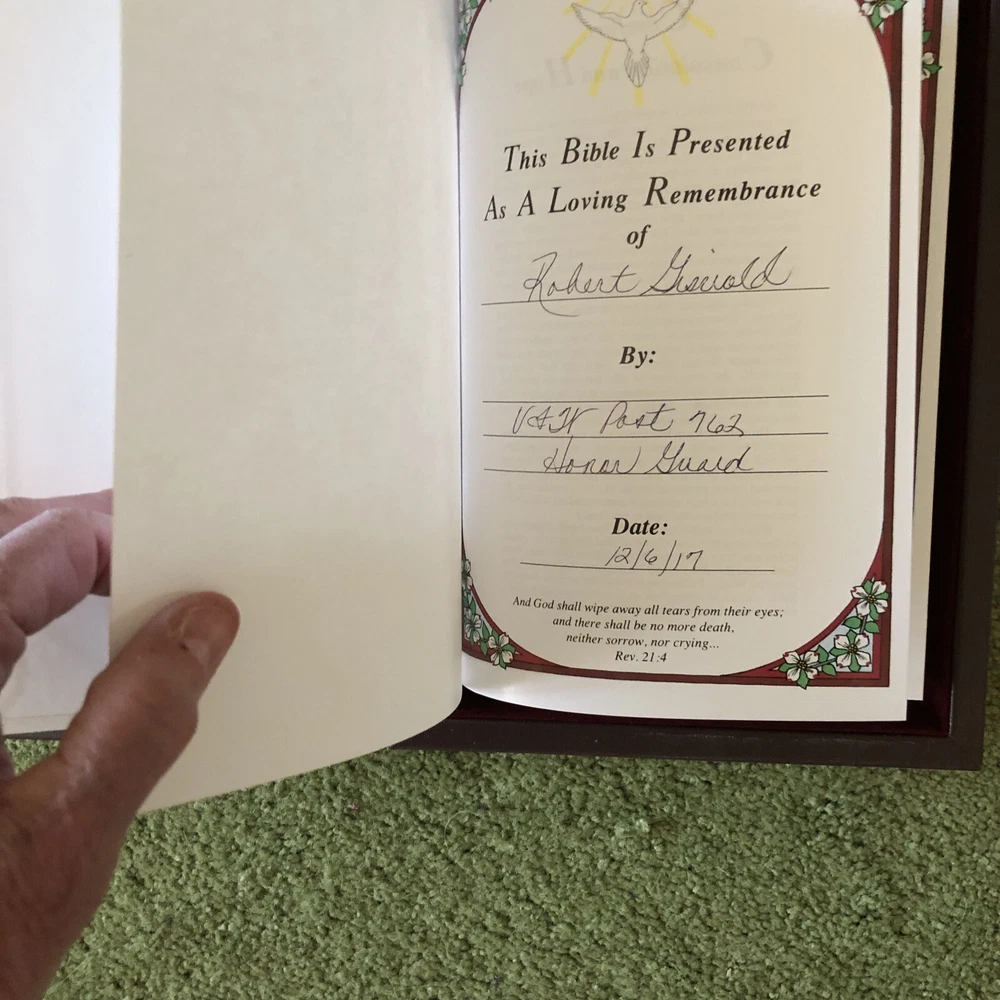 This Bible Is Presented
As A Loving Remembrance
of
Robert Giswold
By:
VFW Post 762
Honor Guard
Date:
12/6/17
And God shall wipe away all tears from their eyes;
and there shall be no more death,
neither sorrow, nor crying...
Rev. 21:4